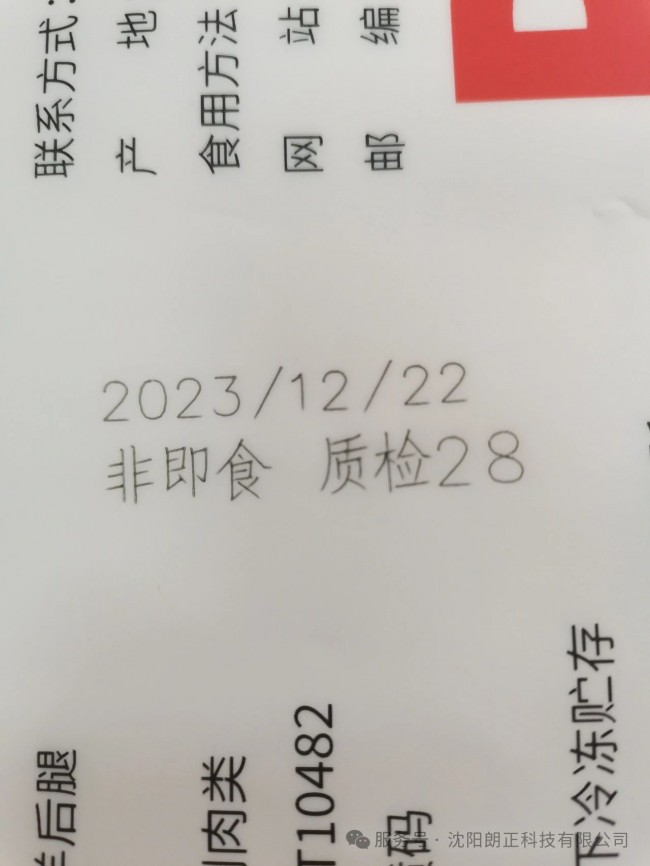 联系方式:
产 地
食用方法
网 站
邮 编
2023/12/22
非即食 质检28
后腿
肉类
T10482
码
下冷冻贮存
服务号 · 沈阳朗正科技有限公司